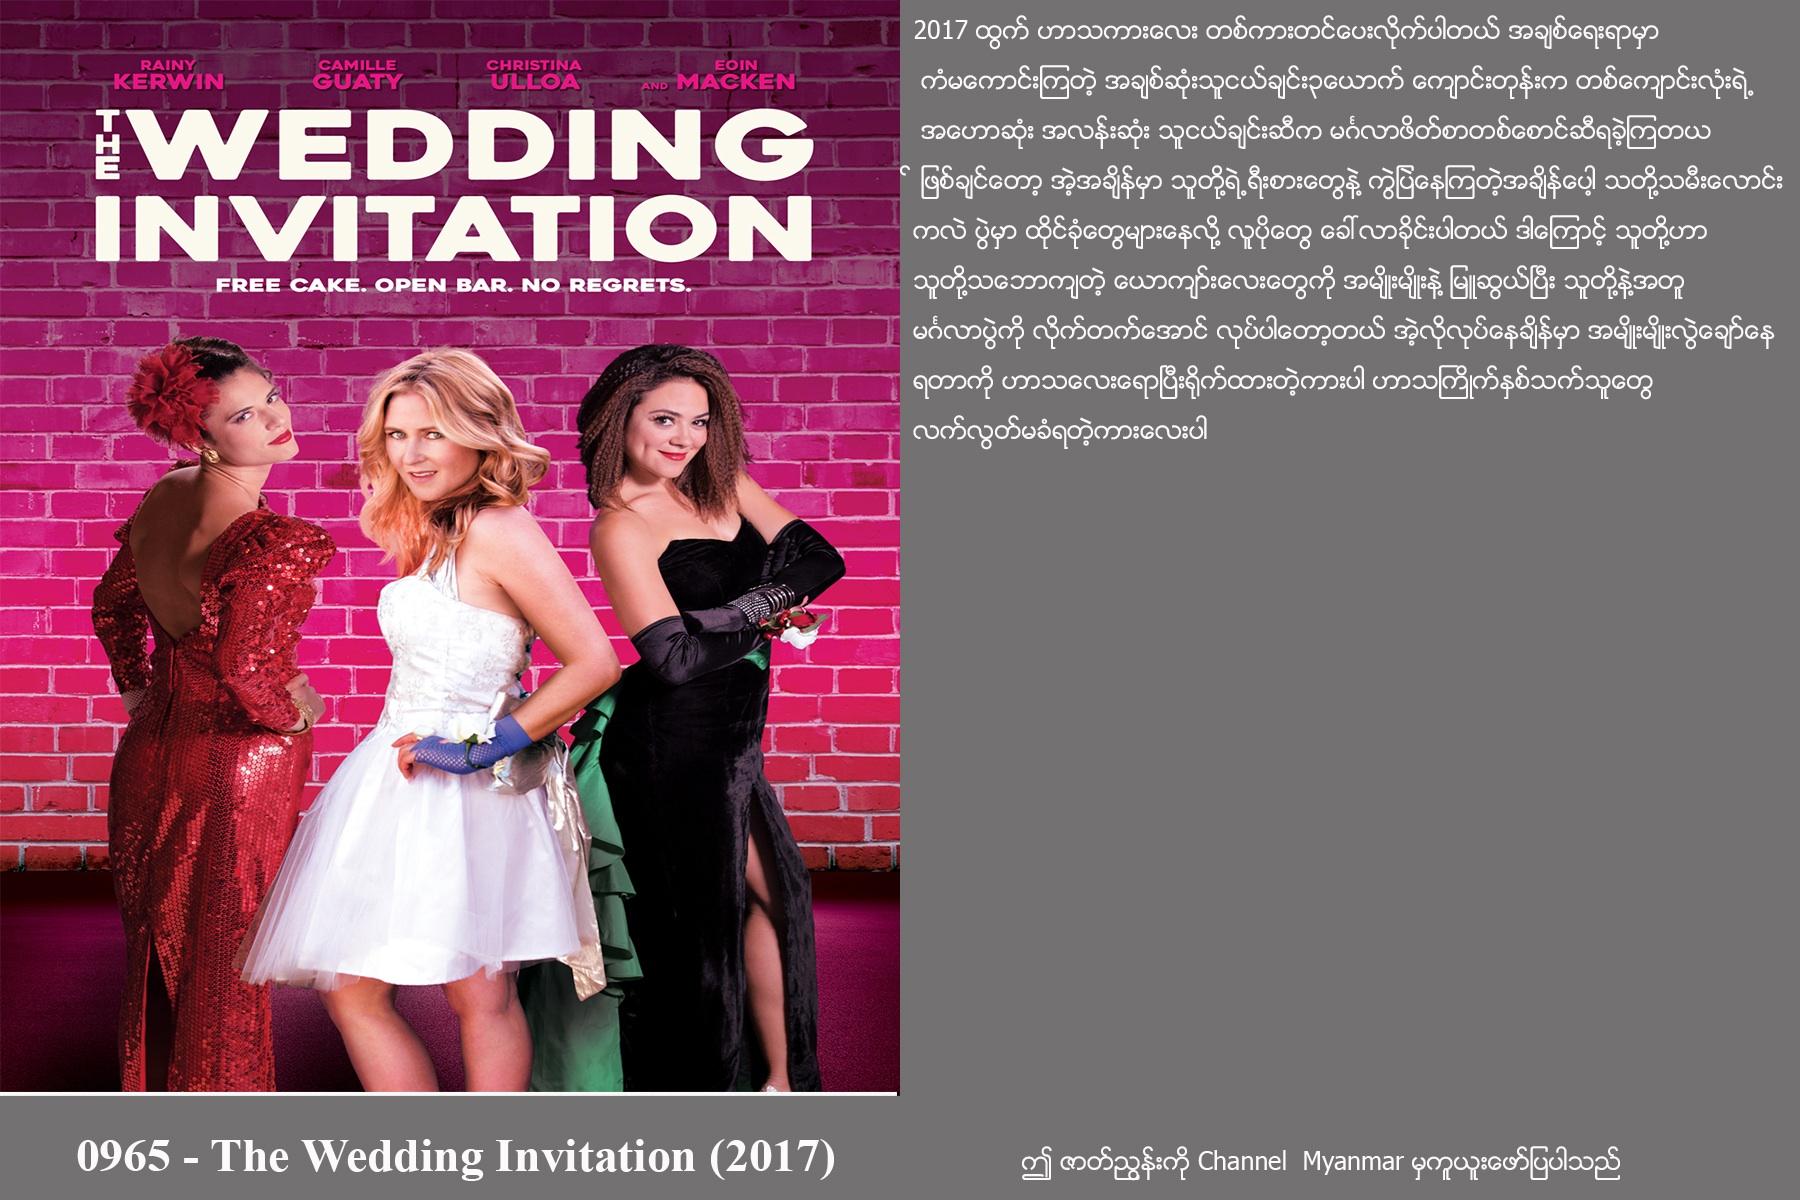 RAINY KERWIN
CAMILLE GUATY
CHRISTINA ULLOA
AND EOIN MACKEN
THE WEDDING
INVITATION
FREE CAKE. OPEN BAR. NO REGRETS.
0965 - The Wedding Invitation (2017)
2017 ထွက် ဟာသကားလေး တစ်ကားတင်ပေးလိုက်ပါတယ် အချစ်ရေးရာမှာ
ကံမကောင်းကြတဲ့ အချစ်ဆုံးသူငယ်ချင်း၃ယောက် ကျောင်းတုန်းက တစ်ကျောင်းလုံးရဲ့
အဟောဆုံး အလန်းဆုံး သူငယ်ချင်းဆီက မင်္ဂလာဖိတ်စာတစ်စောင်ဆီရခဲ့ကြတယ
် ဖြစ်ချင်တော့ အဲ့အချိန်မှာ သူတို့ရဲ့ ရီးစားတွေနဲ့ ကွဲပြဲနေကြတဲ့အချိန်ပေါ့ သတို့သမီးလောင်း
ကလဲ ပွဲမှာ ထိုင်ခုံတွေများနေလို့ လူပိုတွေ ခေါ်လာခိုင်းပါတယ် ဒါကြောင့် သူတို့ဟာ
သူတို့သဘောကျတဲ့ ယောကျာ်းလေးတွေကို အမျိုးမျိုးနဲ့ မြူဆွယ်ပြီး သူတို့နဲ့အတူ
မင်္ဂလာပွဲကို လိုက်တက်အောင် လုပ်ပါတော့တယ် အဲ့လိုလုပ်နေချိန်မှာ အမျိုးမျိုးလွဲချော်နေ
ရတာကို ဟာသလေးရောပြီးရိုက်ထားတဲ့ကားပါ ဟာသကြိုက်နှစ်သက်သူတွေ
လက်လွတ်မခံရတဲ့ကားလေးပါ
ဤ ဇာတ်ညွှန်းကို Channel Myanmar မှကူယူးဖော်ပြပါသည်